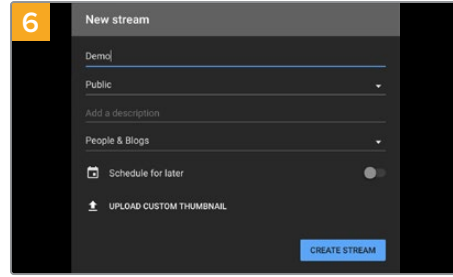 6
New stream
Demo
Public
Add a description
People & Blogs
Schedule for later
UPLOAD CUSTOM THUMBNAIL
CREATE STREAM